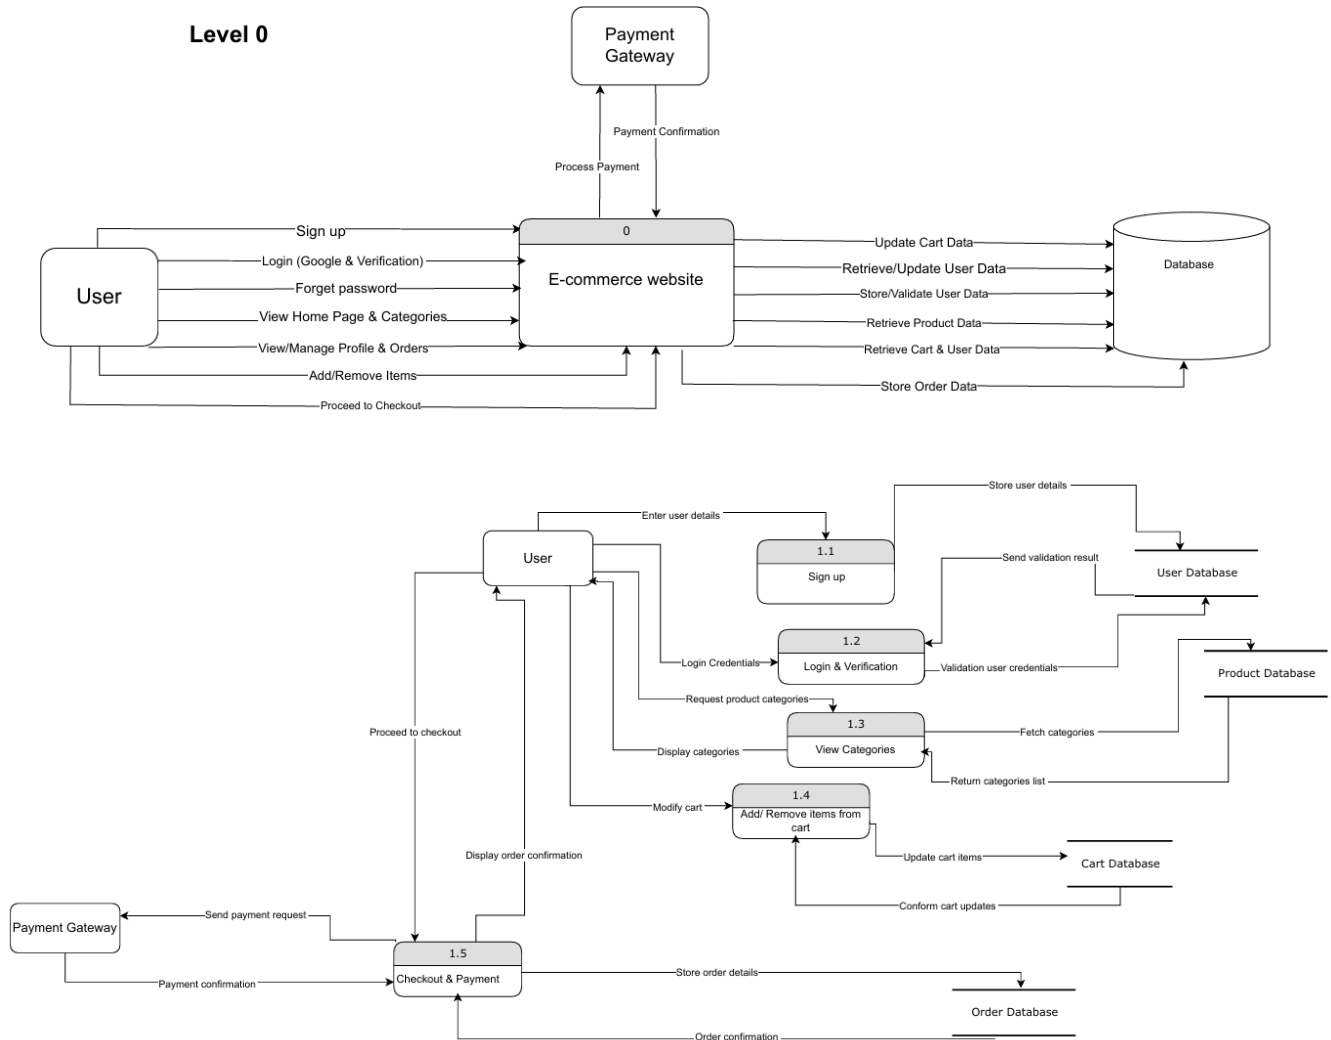 Level 0
Payment
Gateway
Payment Confirmation
Process Payment
Sign up
0
Update Cart Data
Login (Google & Verification)
E-commerce website
Retrieve/Update User Data
Database
User
Forget password
Store/Validate User Data
View Home Page & Categories
Retrieve Product Data
View/Manage Profile & Orders
Retrieve Cart & User Data
Add/Remove Items
Store Order Data
Proceed to Checkout
Store user details
Enter user details
User
1.1
Sign up
Send validation result
User Database
1.2
Login Credentials
Login & Verification
Validation user credentials
Product Database
Request product categories
1.3
View Categories
Proceed to checkout
Fetch categories
Display categories
Return categories list
1.4
Add/ Remove items from
cart
Modify cart
Display order confirmation
Update cart items
Cart Database
Conform cart updates
Send payment request
Payment Gateway
1.5
Checkout & Payment
Payment confirmation
Store order details
Order Database
Order confirmation